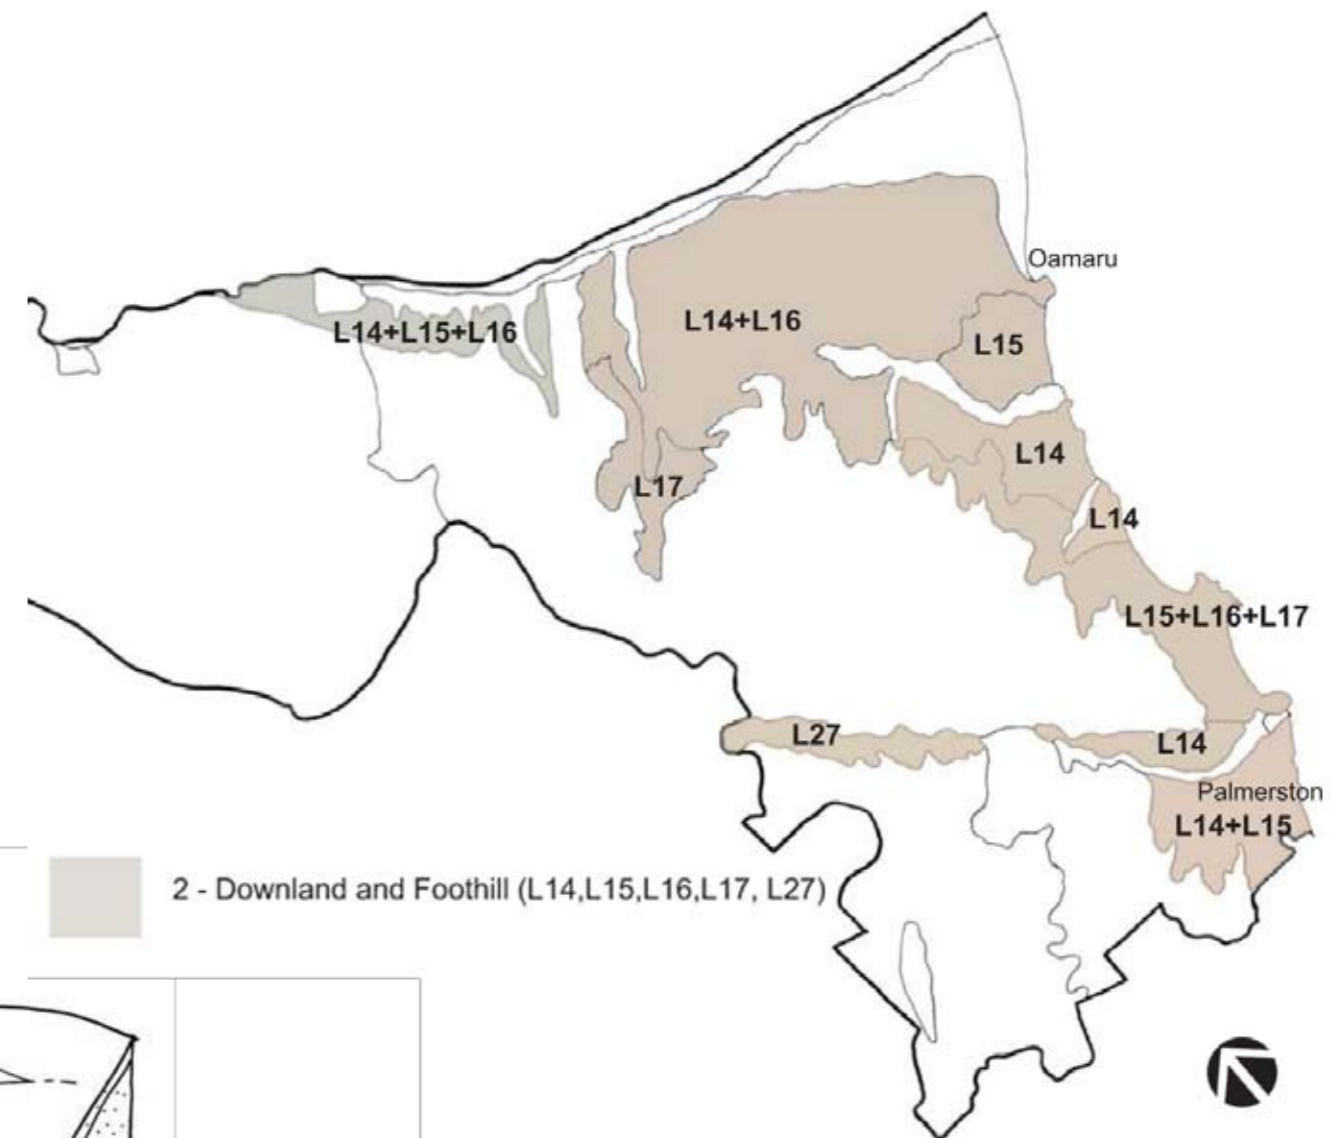 Oamaru
L14+L16
L14+L15+L16
L15
L14
L17
L14
L15+L16+L17
L27
L14
Palmerston
L14+L15
2 - Downland and Foothill (L14,L15,L16,L17, L27)